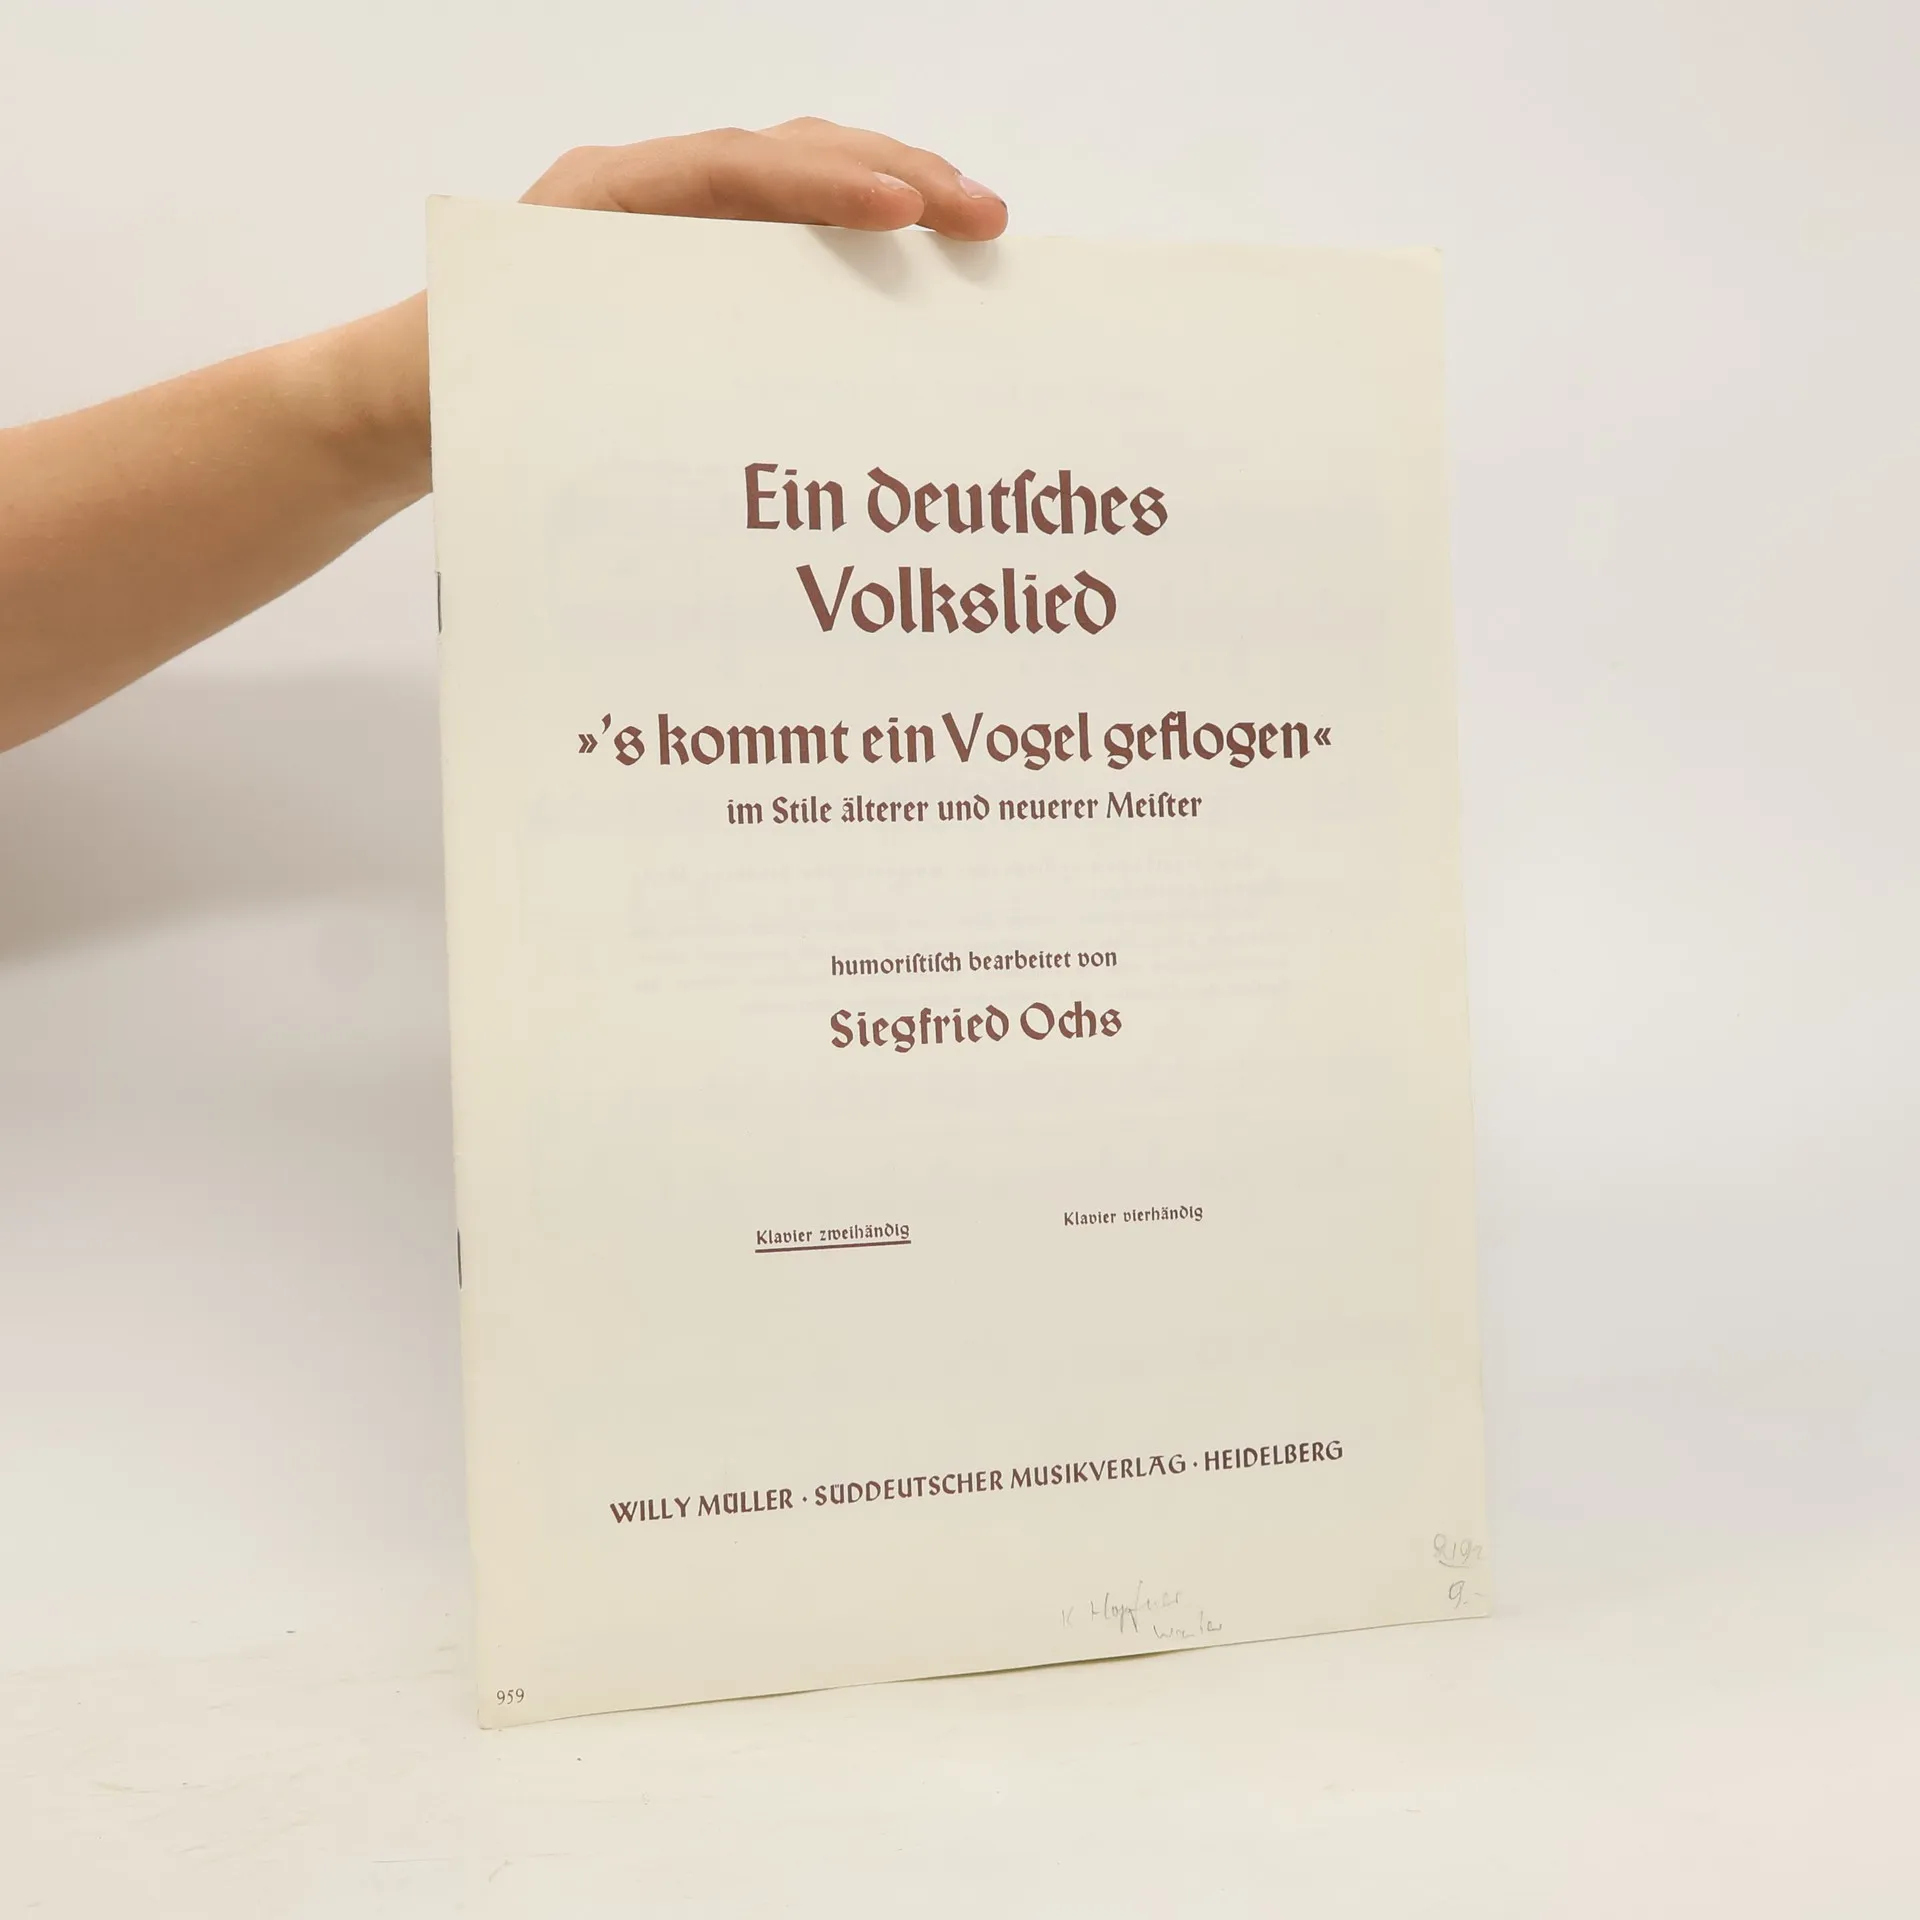 Ein deutſches
Volkslied
»’s kommt ein Vogel geflogen«
im Stile älterer und neuerer Meiſter
humoriſtiſch bearbeitet von
Siegfried Ochs
Klavier zweihändig
Klavier vierhändig
WILLY MÜLLER · SÜDDEUTSCHER MUSIKVERLAG · HEIDELBERG
9.-
959